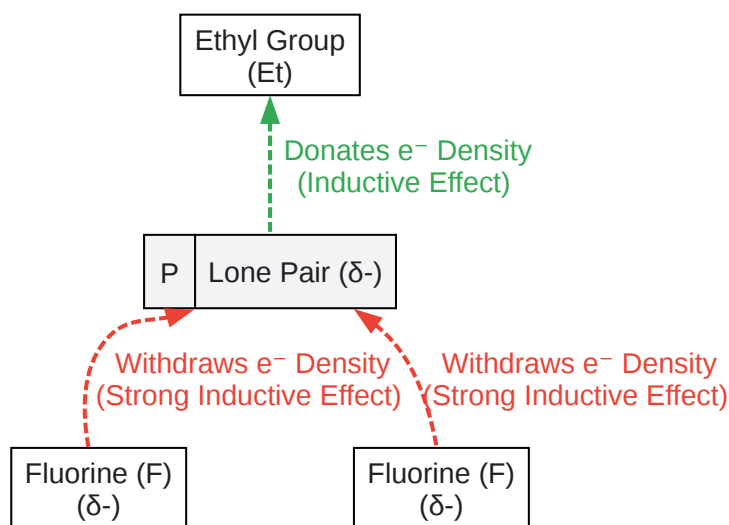 Ethyl Group
(Et)
Donates e⁻ Density
(Inductive Effect)
P Lone Pair (δ-)
Withdraws e⁻ Density
(Strong Inductive Effect)
Withdraws e⁻ Density
(Strong Inductive Effect)
Fluorine (F)
(δ-)
Fluorine (F)
(δ-)